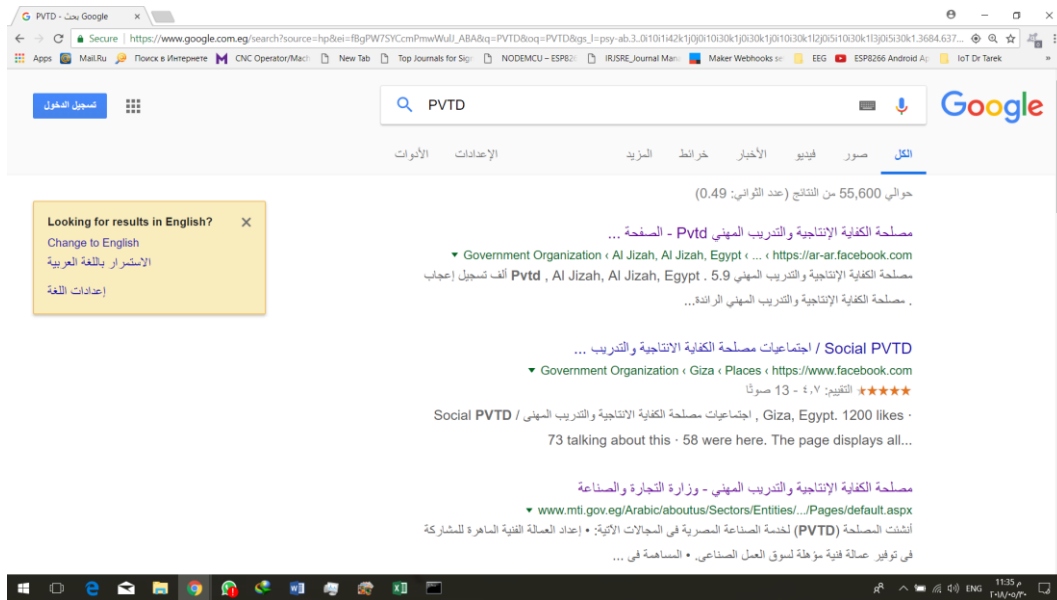 PVTD - بحث Google
Secure | https://www.google.com.eg/search?source=hp&ei=fBgPW7SYCcmPmwWulJ_ABA&q=PVTD&oq=PVTD&gs_l=psy-ab.3..0i10i1i42k1j0j0i10i30k1j0i30k1j0i10i30k1l2j0i5i10i30k1l3j0i5i30k1.3684.637...
Apps Mail.Ru Поиск в Интернете CNC Operator/Mach New Tab Top Journals for Sig NODEMCU – ESP82 IRJSRE_Journal Man Maker Webhooks se EEG ESP8266 Android A IoT Dr Tarek »
تسجيل الدخول
PVTD
Google
الكل صور فيديو الأخبار خرائط المزيد الإعدادات الأدوات
حوالي 55,600 من النتائج (عدد الثواني: 0.49)
Looking for results in English?
Change to English
الاستمرار باللغة العربية
إعدادات اللغة
مصلحة الكفاية الإنتاجية والتدريب المهني Pvtd - الصفحة ...
Government Organization ‹ Al Jizah, Al Jizah, Egypt ‹ ... ‹ https://ar-ar.facebook.com
مصلحة الكفاية الإنتاجية والتدريب المهني Pvtd , Al Jizah, Al Jizah, Egypt . 5.9 ألف تسجيل إعجاب
. مصلحة الكفاية الإنتاجية والتدريب المهني الرائدة...
Social PVTD / اجتماعيات مصلحة الكفاية الانتاجية والتدريب ...
Government Organization ‹ Giza ‹ Places ‹ https://www.facebook.com
التقييم: ٤,٧ - 13 صوتًا
Social PVTD / اجتماعيات مصلحة الكفاية الانتاجية والتدريب المهنى , Giza, Egypt. 1200 likes ·
73 talking about this · 58 were here. The page displays all...
مصلحة الكفاية الإنتاجية والتدريب المهني - وزارة التجارة والصناعة
www.mti.gov.eg/Arabic/aboutus/Sectors/Entities/.../Pages/default.aspx
أنشئت المصلحة (PVTD) لخدمة الصناعة المصرية فى المجالات الآتية: • إعداد العمالة الفنية الماهرة للمشاركة
فى توفير عمالة فنية مؤهلة لسوق العمل الصناعى. • المساهمة فى ...
ENG
11:35 م
٢٠١٨/٠٥/٣٠